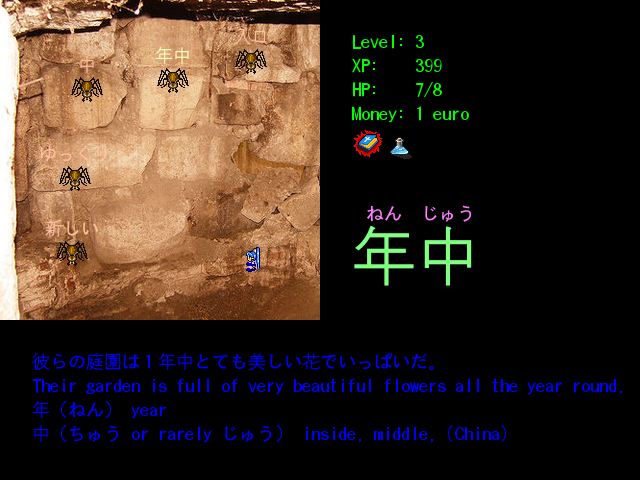 入口
年中
中
ゆっ
新しい
Level: 3
XP: 399
HP: 7/8
Money: 1 euro
ねん じゅう
年中
彼らの庭園は１年中とても美しい花でいっぱいだ。
Their garden is full of very beautiful flowers all the year round.
年（ねん） year
中（ちゅう or rarely じゅう） inside, middle, (China)